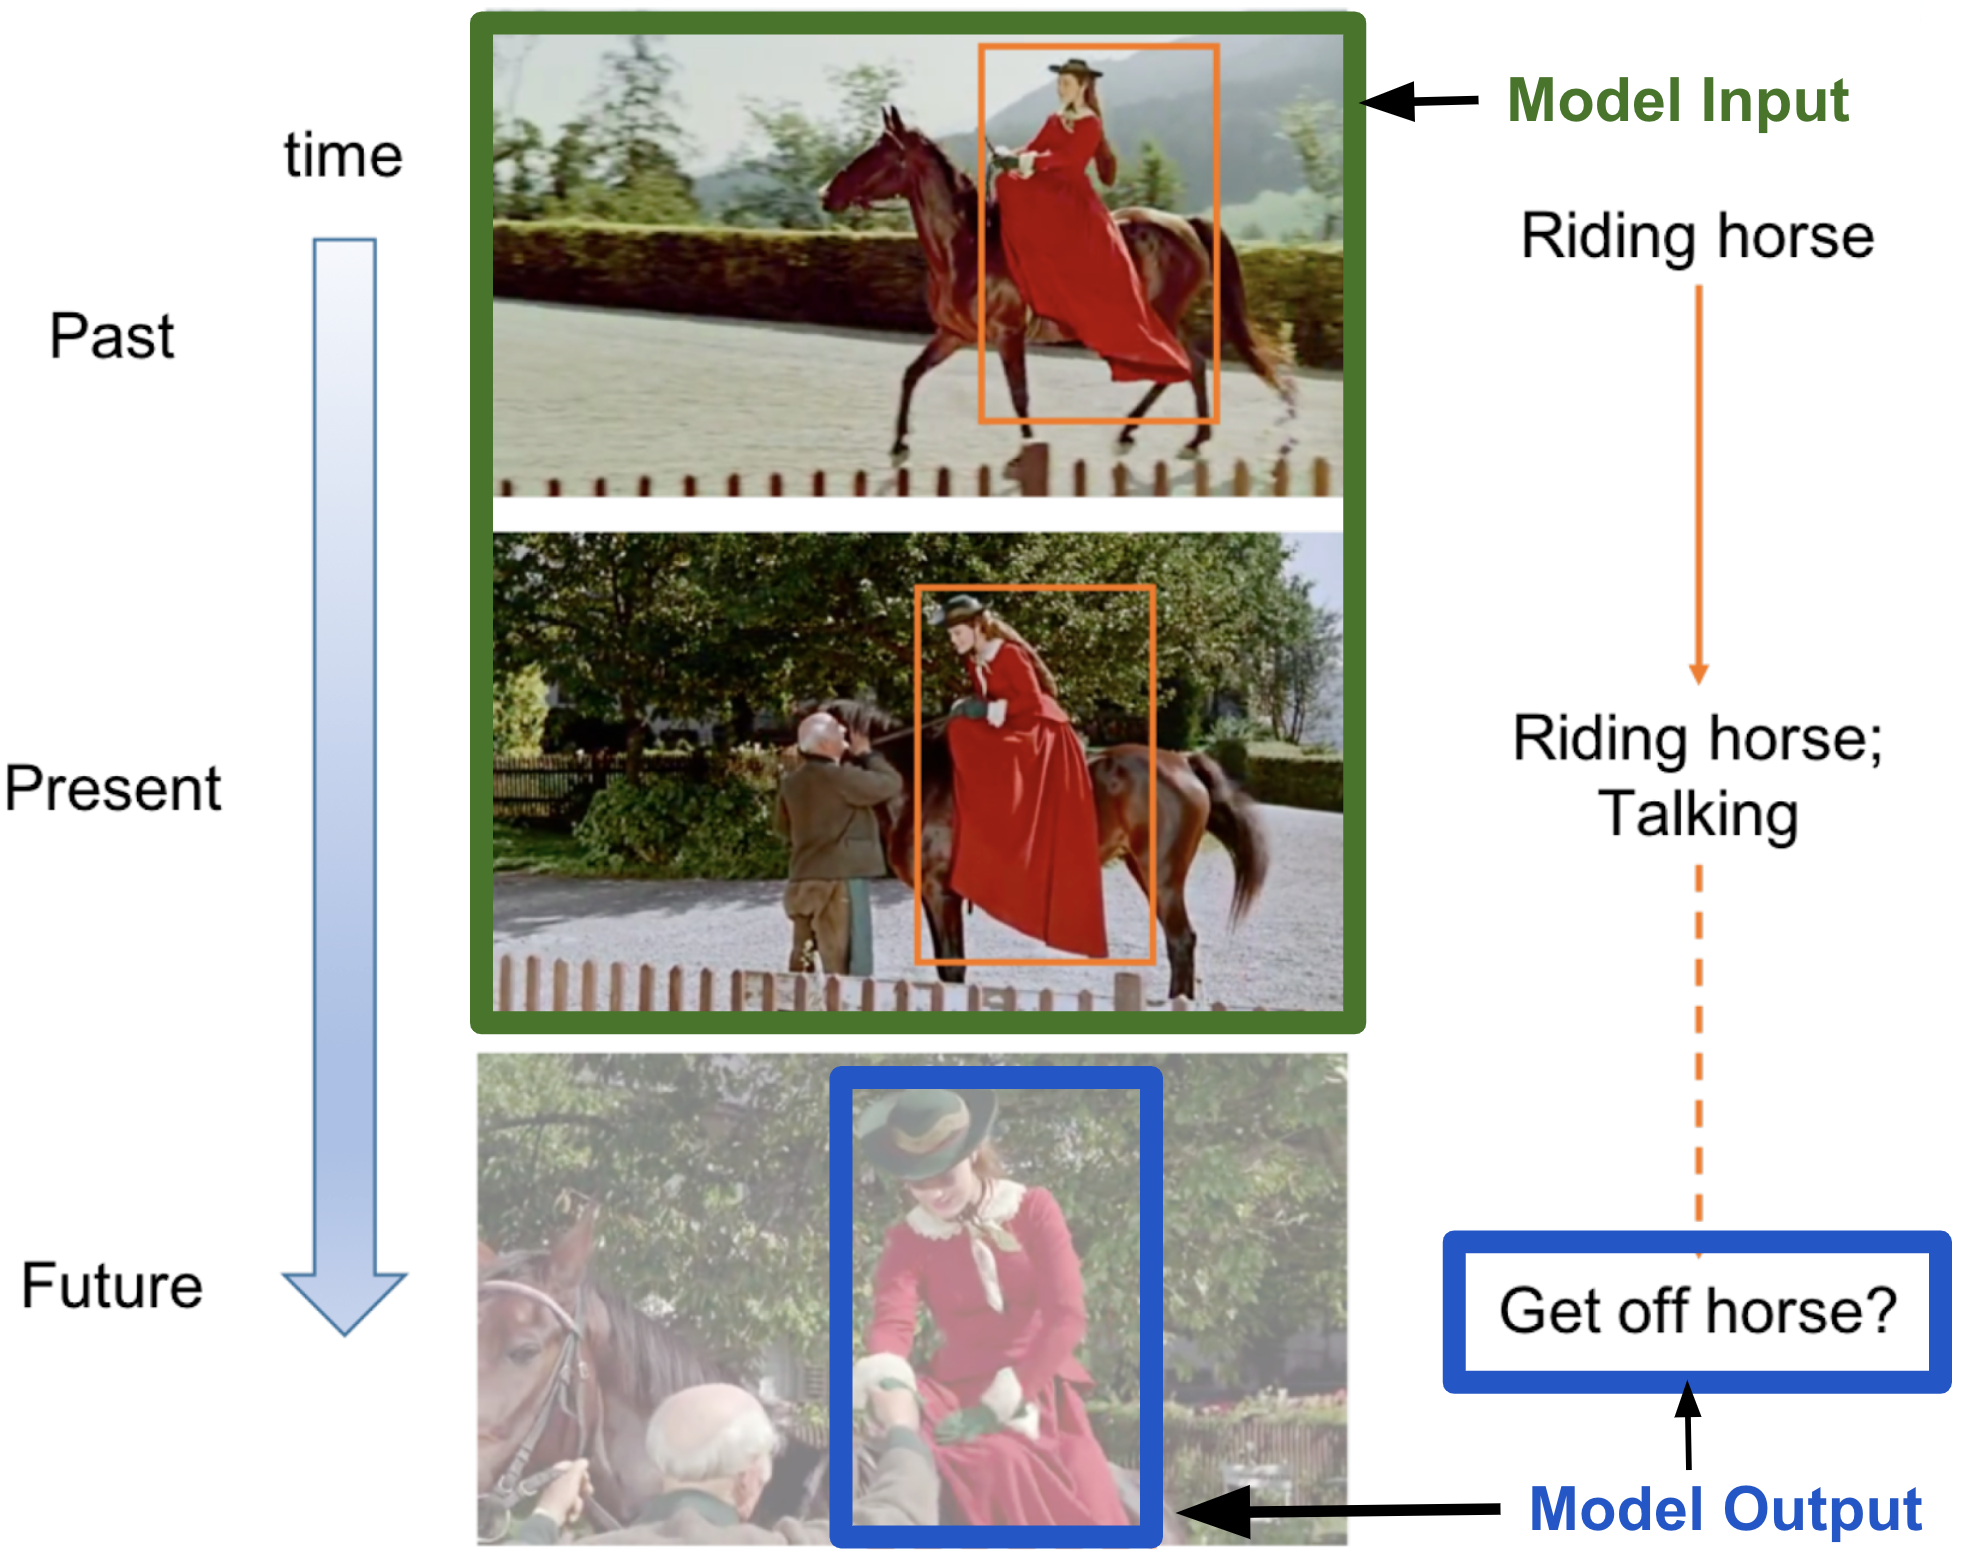 Model Input
time
Riding horse
Past
Riding horse;
Talking
Present
Future
Get off horse?
Model Output